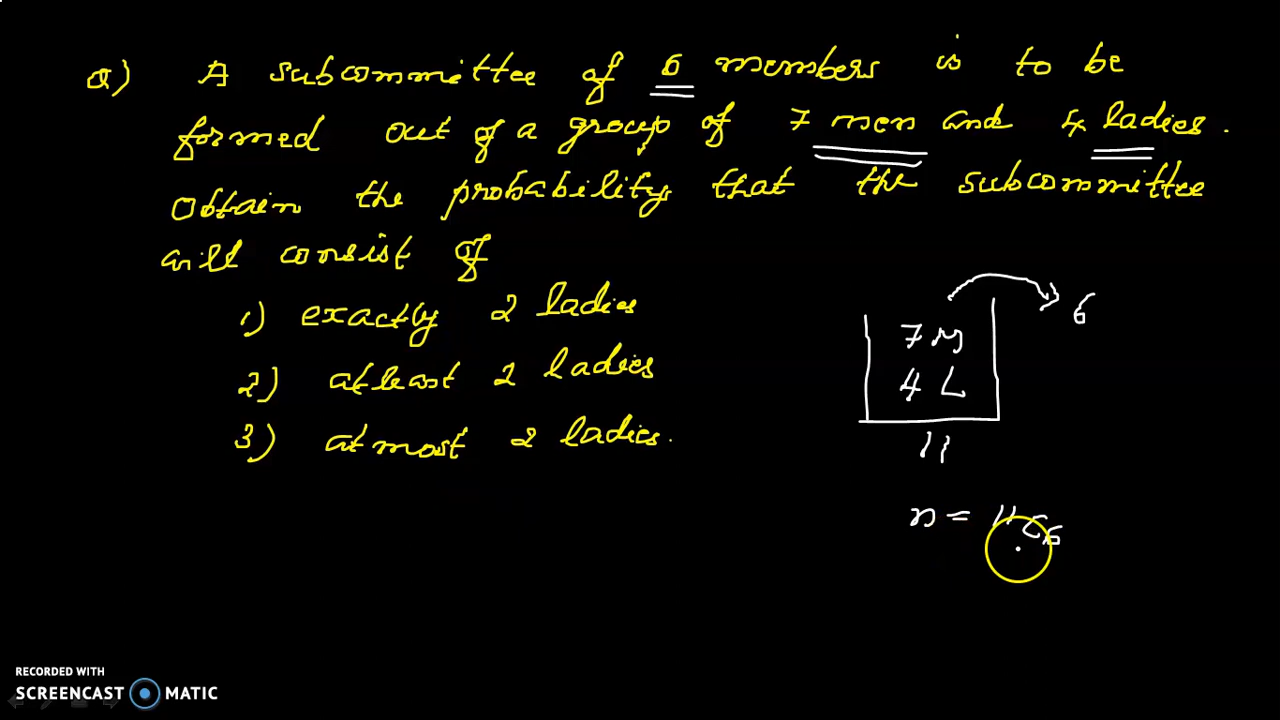 Q) A subcommittee of 6 members is to be
formed out of a group of 7 men and 4 ladies.
Obtain the probability that the subcommittee
will consist of
1) exactly 2 ladies
2) atleast 2 ladies
3) atmost 2 ladies.
6
7M
4 L
11
n = 11C6
RECORDED WITH
SCREENCAST MATIC